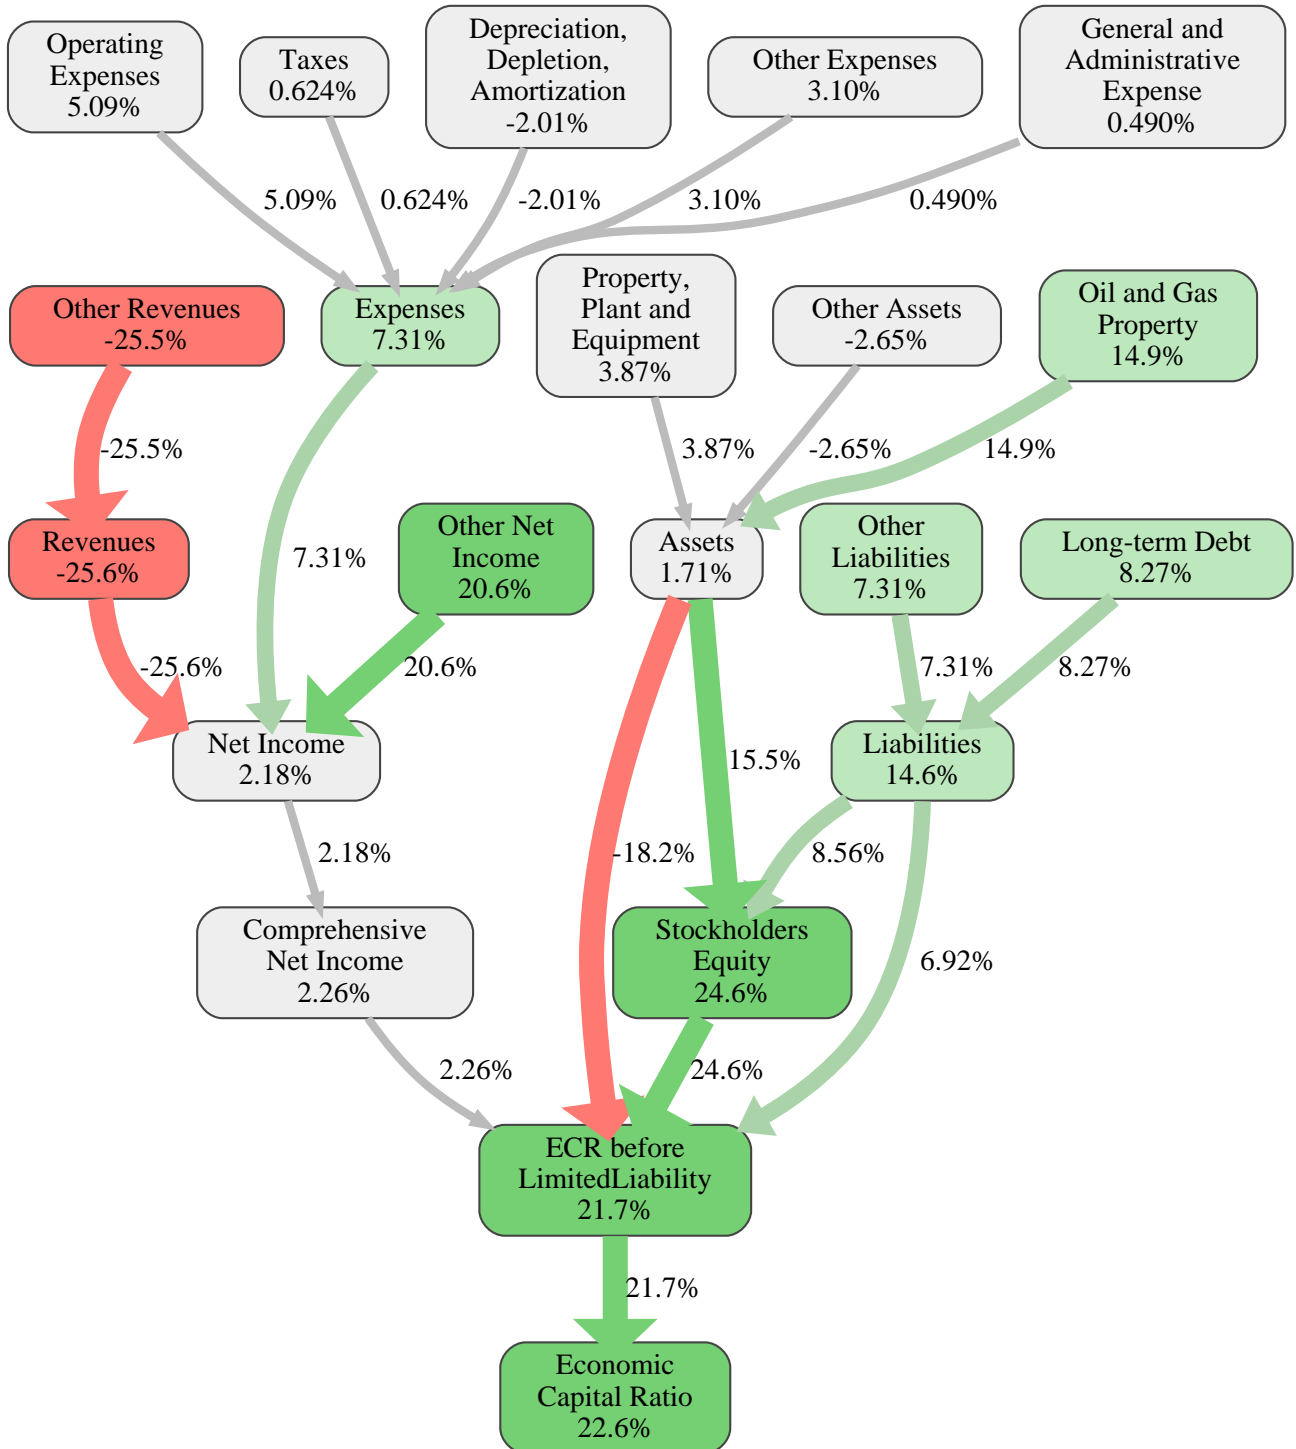 Operating
Expenses
5.09%
Taxes
0.624%
Depreciation,
Depletion,
Amortization
-2.01%
Other Expenses
3.10%
General and
Administrative
Expense
0.490%
5.09%
0.624%
-2.01%
3.10%
0.490%
Other Revenues
-25.5%
Expenses
7.31%
Property,
Plant and
Equipment
3.87%
Other Assets
-2.65%
Oil and Gas
Property
14.9%
-25.5%
3.87%
-2.65%
14.9%
Revenues
-25.6%
7.31%
Other Net
Income
20.6%
Assets
1.71%
Other
Liabilities
7.31%
Long-term Debt
8.27%
-25.6%
20.6%
7.31%
8.27%
Net Income
2.18%
15.5%
Liabilities
14.6%
2.18%
-18.2%
8.56%
Comprehensive
Net Income
2.26%
Stockholders
Equity
24.6%
6.92%
2.26%
24.6%
ECR before
LimitedLiability
21.7%
21.7%
Economic
Capital Ratio
22.6%